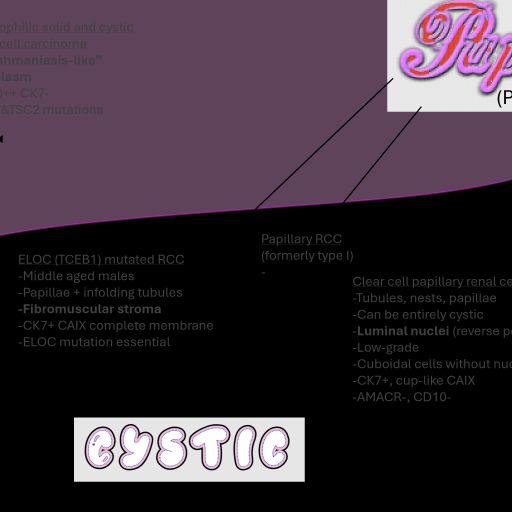 ophilic solid and cystic
cell carcinoma
shmaniasis-like"
lasm
)++ CK7-
&TSC2 mutations
Pap
(P
ELOC (TCEB1) mutated RCC
-Middle aged males
-Papillae + infolding tubules
-Fibromuscular stroma
-CK7+ CAIX complete membrane
-ELOC mutation essential
Papillary RCC
(formerly type I)
-
Clear cell papillary renal ce
-Tubules, nests, papillae
-Can be entirely cystic
-Luminal nuclei (reverse p
-Low-grade
-Cuboidal cells without nuc
-CK7+, cup-like CAIX
-AMACR-, CD10-
CYSTIC